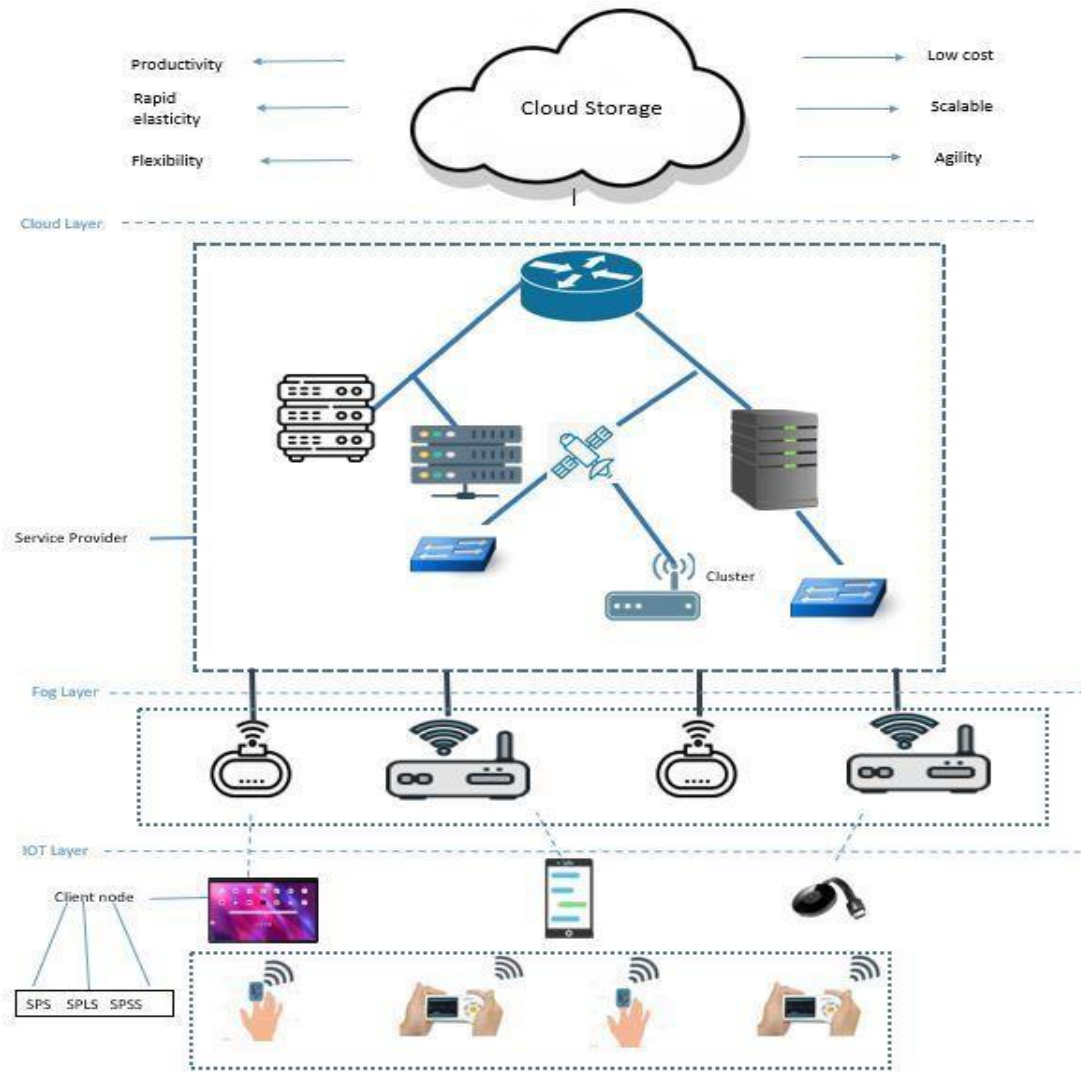 Productivity
Low cost
Rapid
elasticity
Cloud Storage
Scalable
Flexibility
Agility
Cloud Layer
Service Provider
Cluster
Fog Layer
IOT Layer
Client node
SPS SPLS SPSS